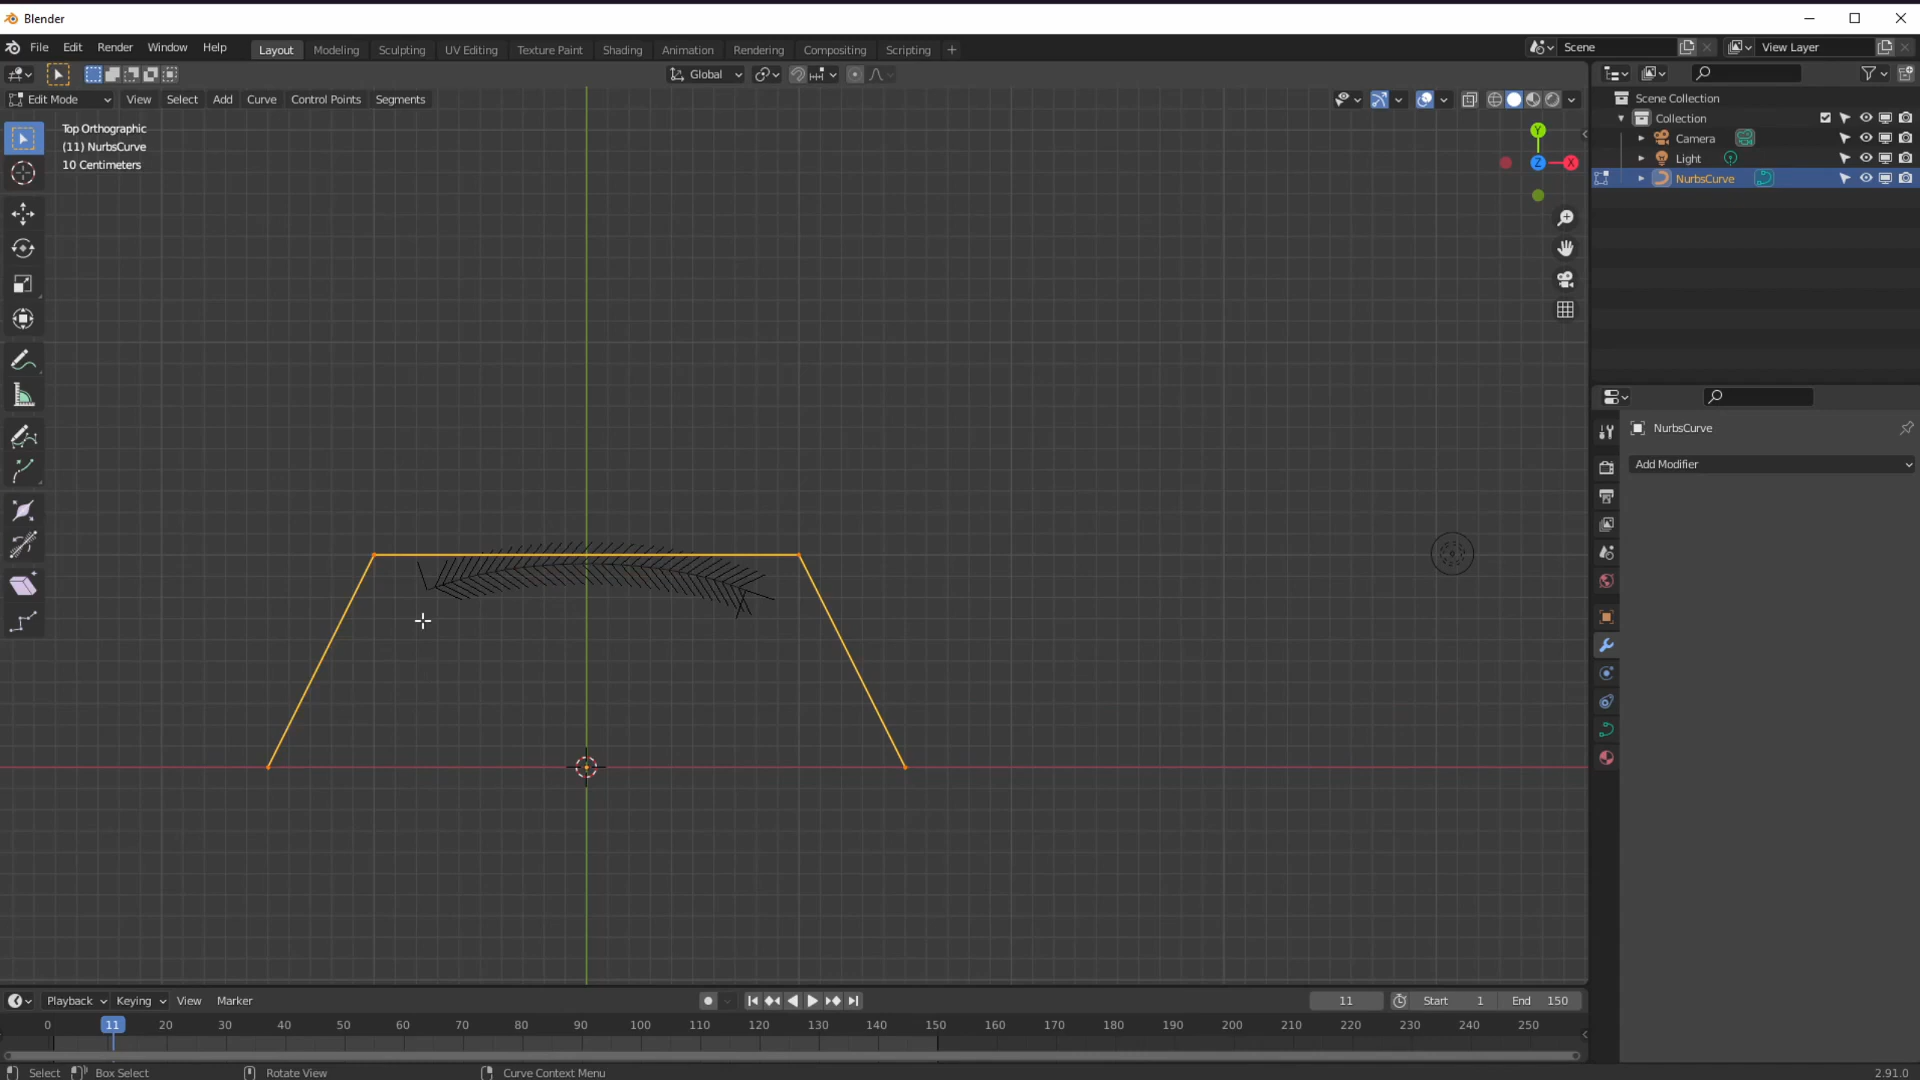 Blender
File Edit Render Window Help Layout Modeling Sculpting UV Editing Texture Paint Shading Animation Rendering Compositing Scripting + Scene View Layer
Global
Edit Mode View Select Add Curve Control Points Segments
Top Orthographic
(11) NurbsCurve
10 Centimeters
Y
Z
X
Scene Collection
Collection
Camera
Light
NurbsCurve
NurbsCurve
Add Modifier
Playback Keying View Marker 11 Start 1 End 150
0 11 20 30 40 50 60 70 80 90 100 110 120 130 140 150 160 170 180 190 200 210 220 230 240 250
Select Box Select Rotate View Curve Context Menu 2.91.0